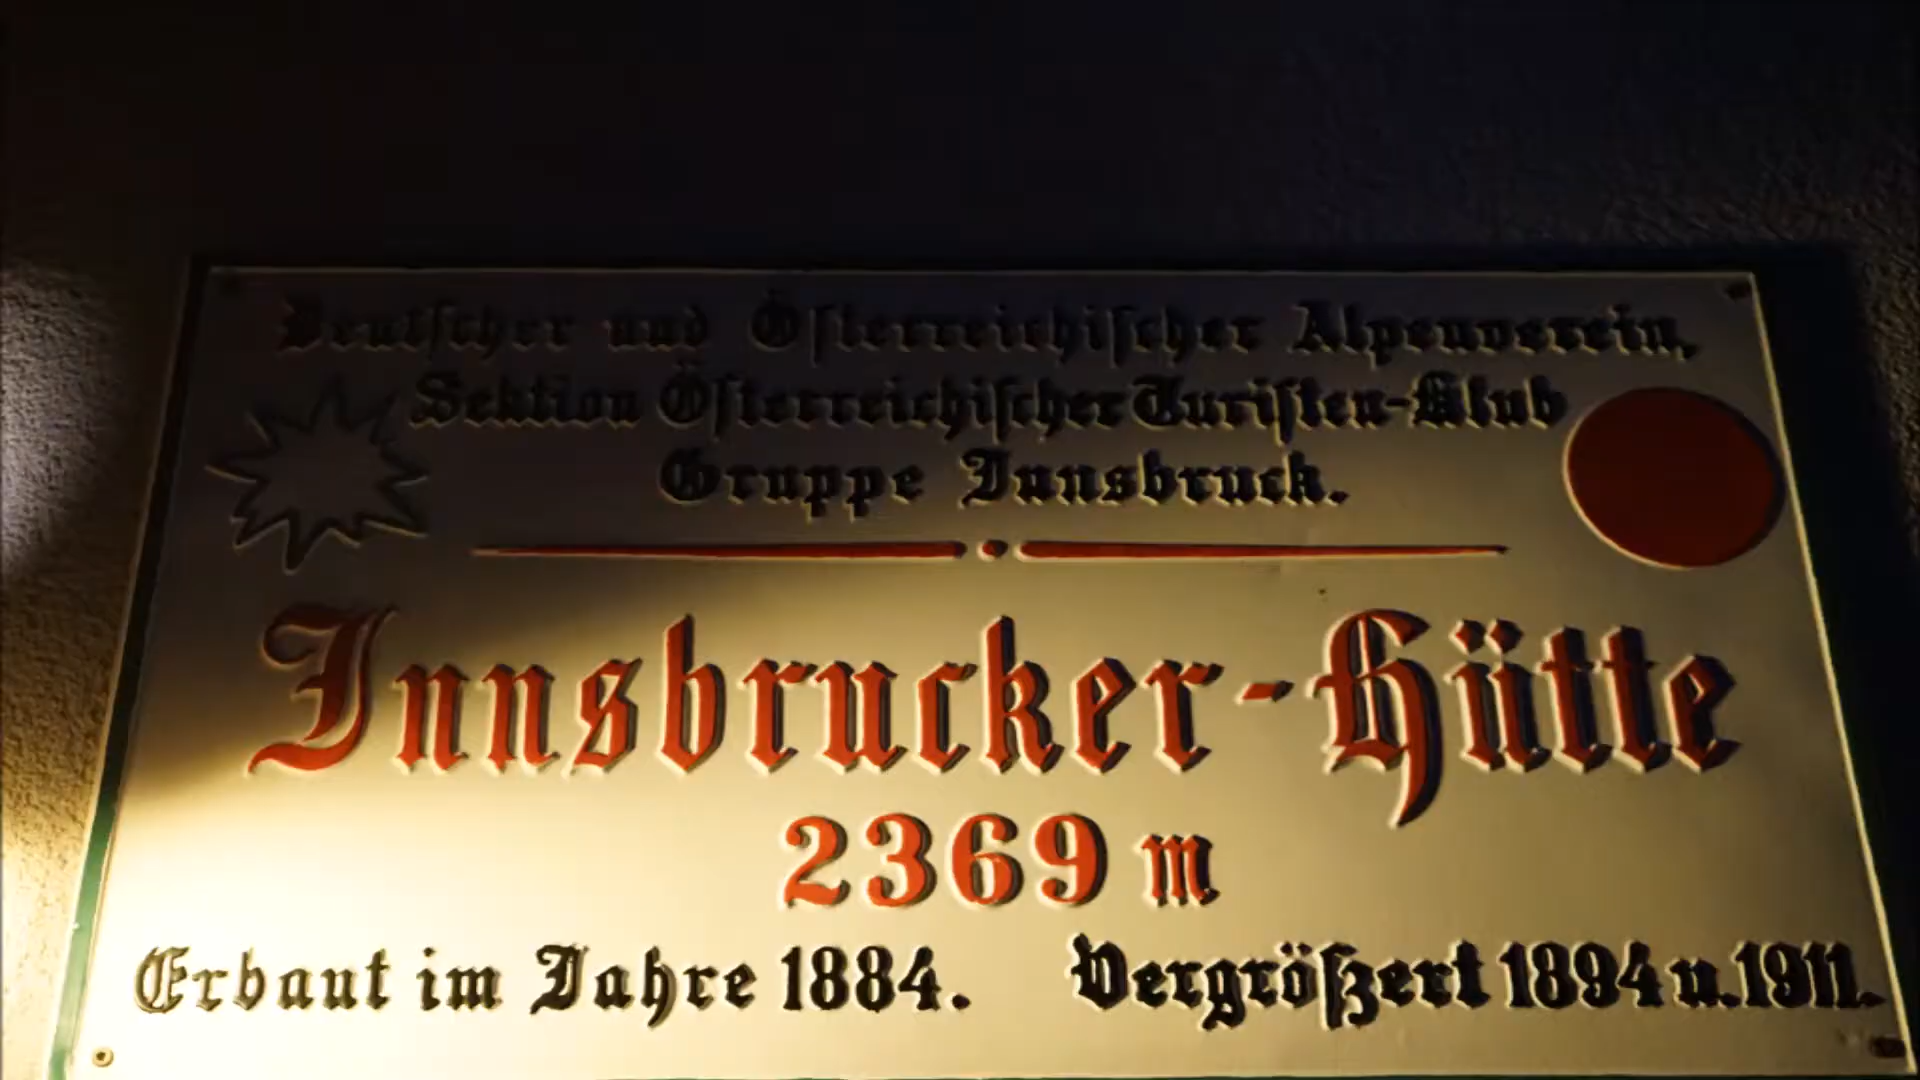 Deutscher und Österreichischer Alpenverein,
Sektion Österreichischer Turisten-Klub
Gruppe Innsbruck.
Innsbrucker-Hütte
2369 m
Erbaut im Jahre 1884. Vergrößert 1894 u. 1911.